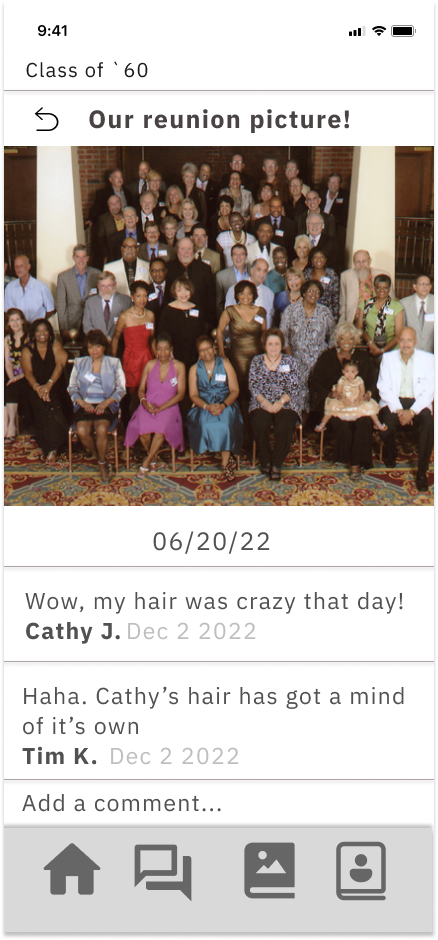 9:41
Class of `60
Our reunion picture!
06/20/22
Wow, my hair was crazy that day!
Cathy J. Dec 2 2022
Haha. Cathy’s hair has got a mind
of it’s own
Tim K. Dec 2 2022
Add a comment...